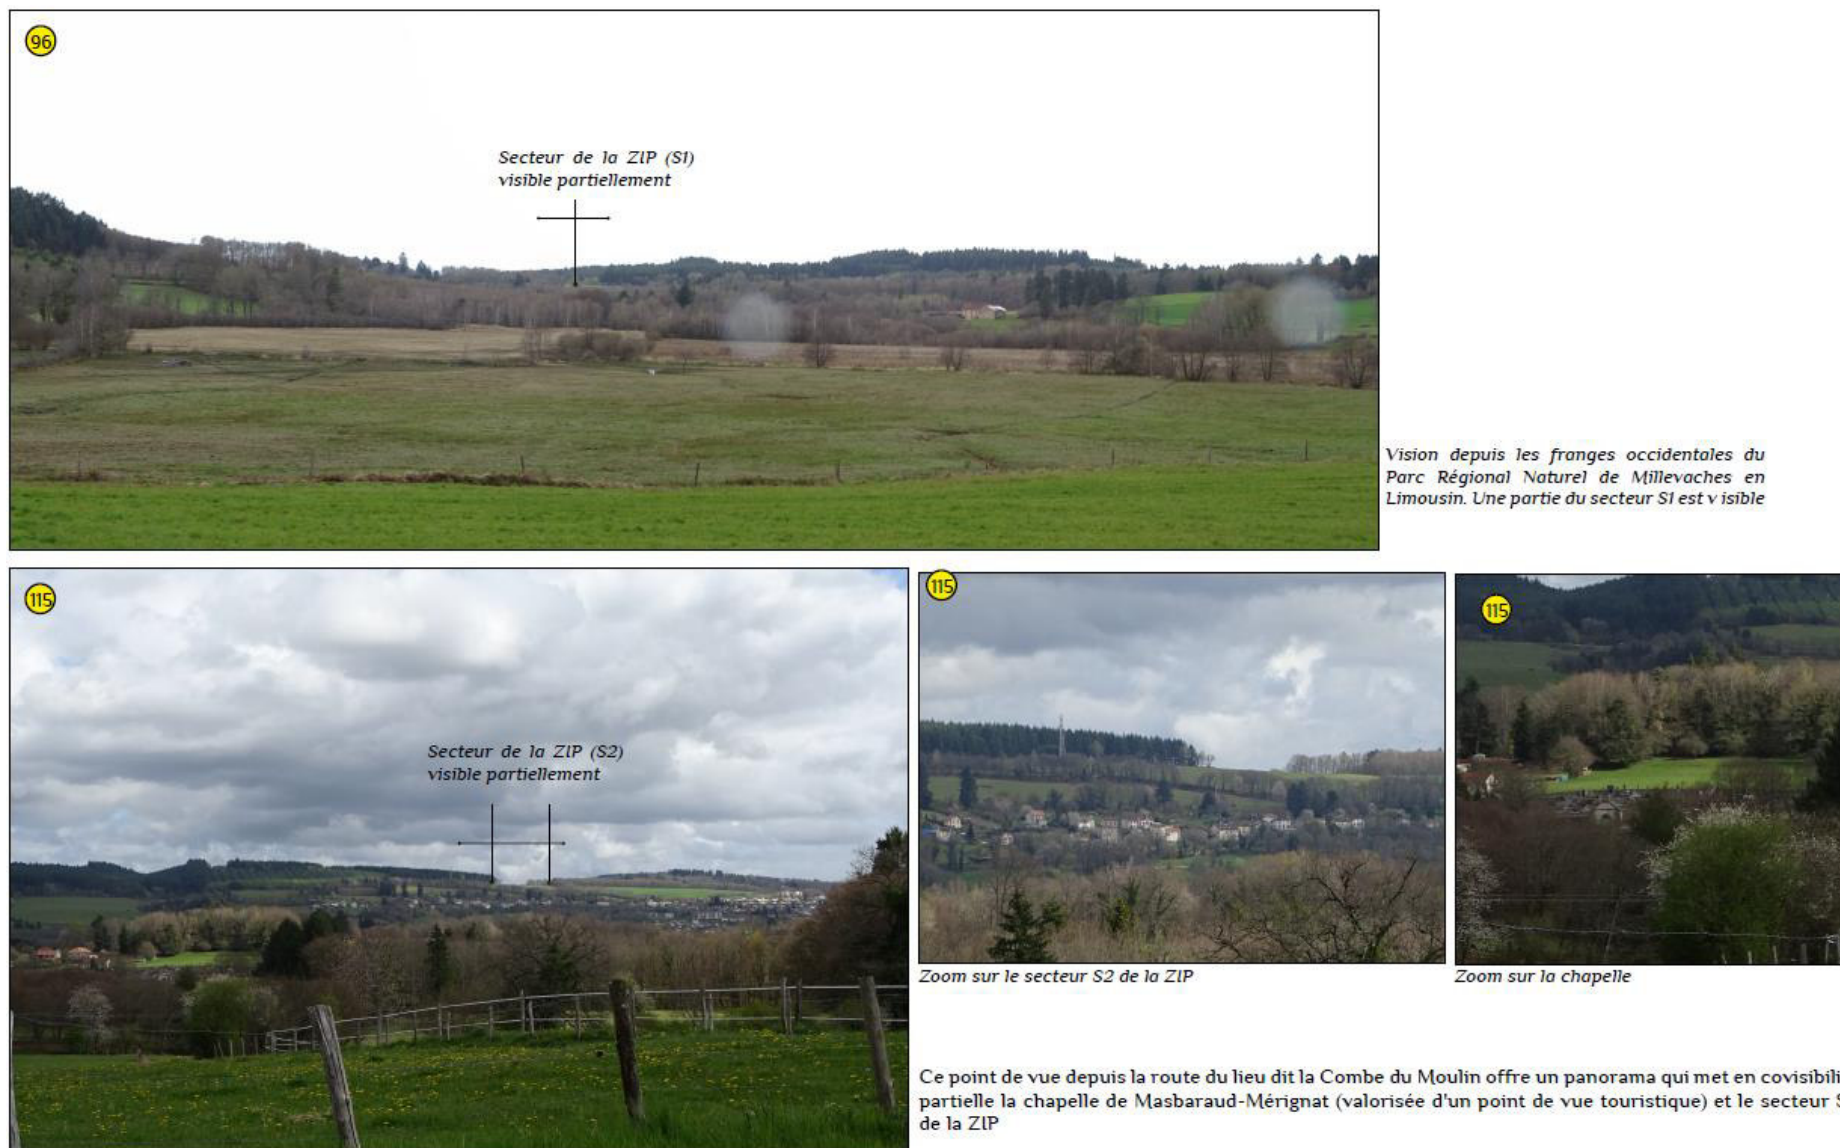 96
Secteur de la ZIP (S1)
visible partiellement
Vision depuis les franges occidentales du
Parc Régional Naturel de Millevaches en
Limousin. Une partie du secteur S1 est v isible
115
Secteur de la ZIP (S2)
visible partiellement
115
Zoom sur le secteur S2 de la ZIP
115
Zoom sur la chapelle
Ce point de vue depuis la route du lieu dit la Combe du Moulin offre un panorama qui met en
partielle la chapelle de Masbaraud-Mérignat (valorisée d'un point de vue touristique) et le secteur
de la ZIP